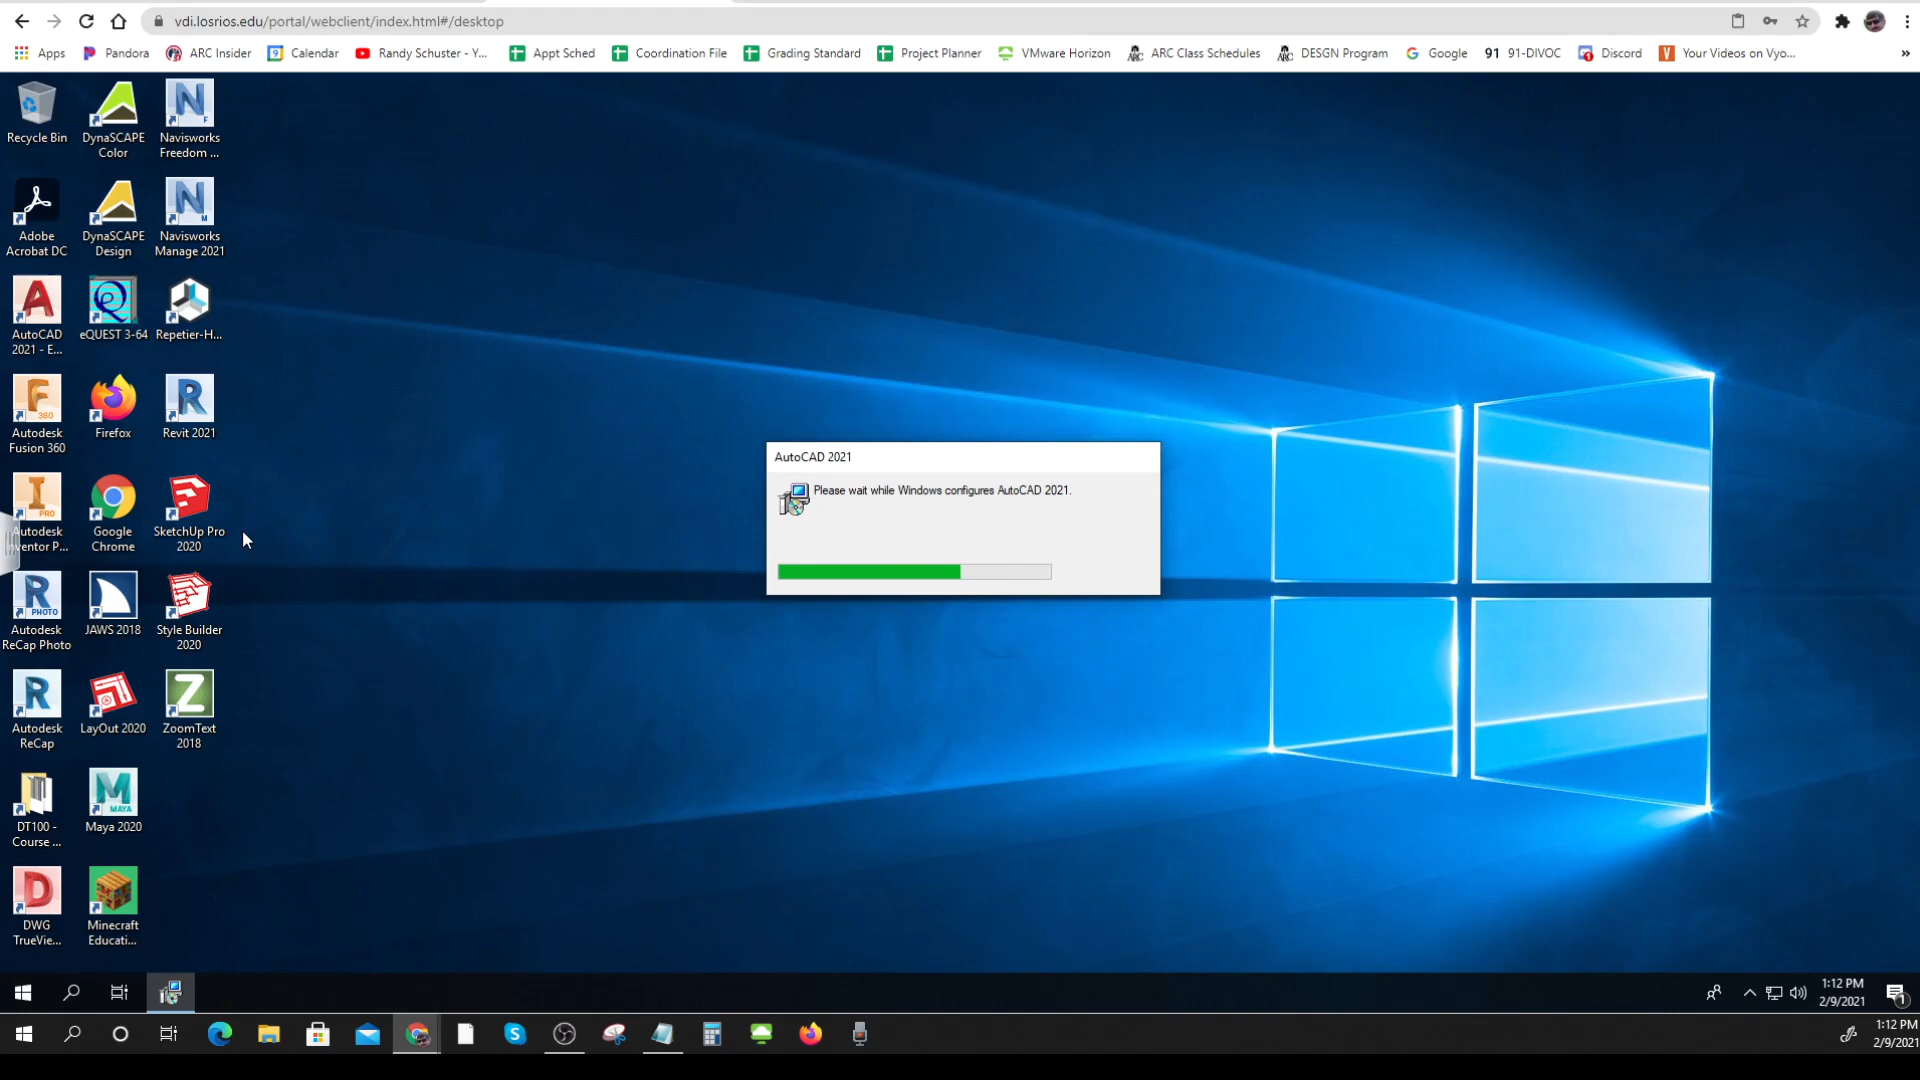 vdi.losrios.edu/portal/webclient/index.html#/desktop
Apps Pandora ARC Insider Calendar Randy Schuster - Y... Appt Sched Coordination File Grading Standard Project Planner VMware Horizon ARC Class Schedules DESGN Program Google 91 91-DIVOC Discord Your Videos on Vyo... »
Recycle Bin
DynaSCAPE
Color
Navisworks
Freedom ...
Adobe
Acrobat DC
DynaSCAPE
Design
Navisworks
Manage 2021
AutoCAD
2021 - E...
eQUEST 3-64
Repetier-H...
Autodesk
Fusion 360
Firefox
Revit 2021
Autodesk
Inventor P...
Google
Chrome
SketchUp Pro
2020
Autodesk
ReCap Photo
JAWS 2018
Style Builder
2020
Autodesk
ReCap
LayOut 2020
ZoomText
2018
DT100 -
Course ...
Maya 2020
DWG
TrueVie...
Minecraft
Educati...
AutoCAD 2021
Please wait while Windows configures AutoCAD 2021.
1:12 PM
2/9/2021
1
1:12 PM
2/9/2021